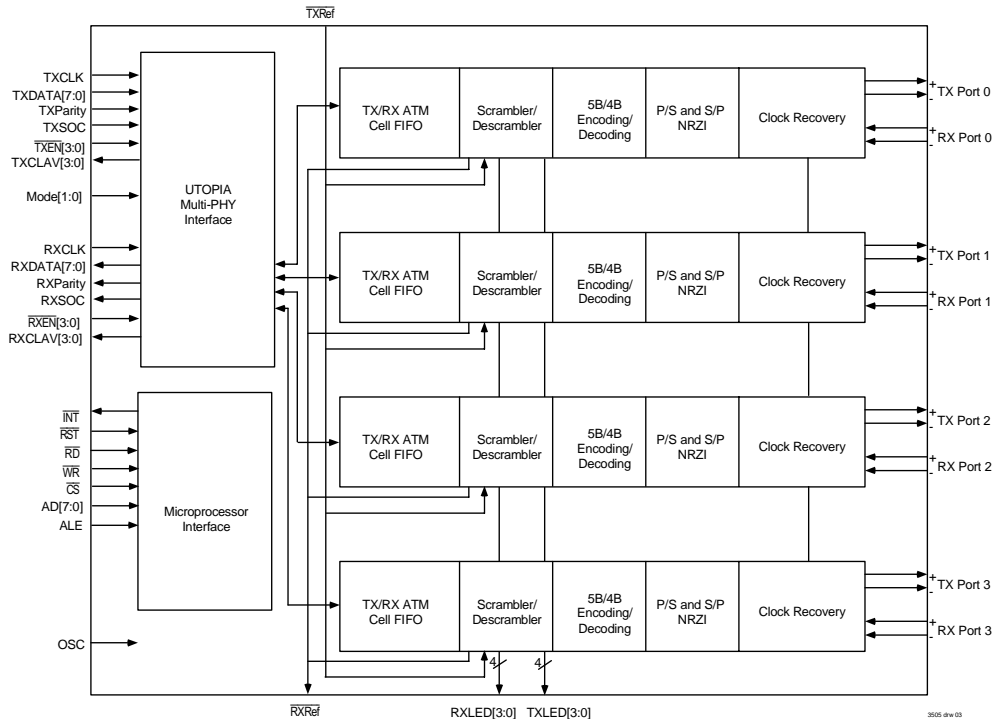 TXRef
TXCLK
TXDATA[7:0]
TXParity
TXSOC
TXEN[3:0]
TXCLAV[3:0]
Mode[1:0]
RXCLK
RXDATA[7:0]
RXParity
RXSOC
RXEN[3:0]
RXCLAV[3:0]
UTOPIA
Multi-PHY
Interface
INT
RST
RD
WR
CS
AD[7:0]
ALE
Microprocessor
Interface
OSC
TX/RX ATM
Cell FIFO
Scrambler/
Descrambler
5B/4B
Encoding/
Decoding
P/S and S/P
NRZI
Clock Recovery
+
-
TX Port 0
+
-
RX Port 0
TX/RX ATM
Cell FIFO
Scrambler/
Descrambler
5B/4B
Encoding/
Decoding
P/S and S/P
NRZI
Clock Recovery
+
-
TX Port 1
+
-
RX Port 1
TX/RX ATM
Cell FIFO
Scrambler/
Descrambler
5B/4B
Encoding/
Decoding
P/S and S/P
NRZI
Clock Recovery
+
-
TX Port 2
+
-
RX Port 2
TX/RX ATM
Cell FIFO
Scrambler/
Descrambler
5B/4B
Encoding/
Decoding
P/S and S/P
NRZI
Clock Recovery
+
-
TX Port 3
+
-
RX Port 3
4
4
RXRef
RXLED[3:0]
TXLED[3:0]
3505 drw 03